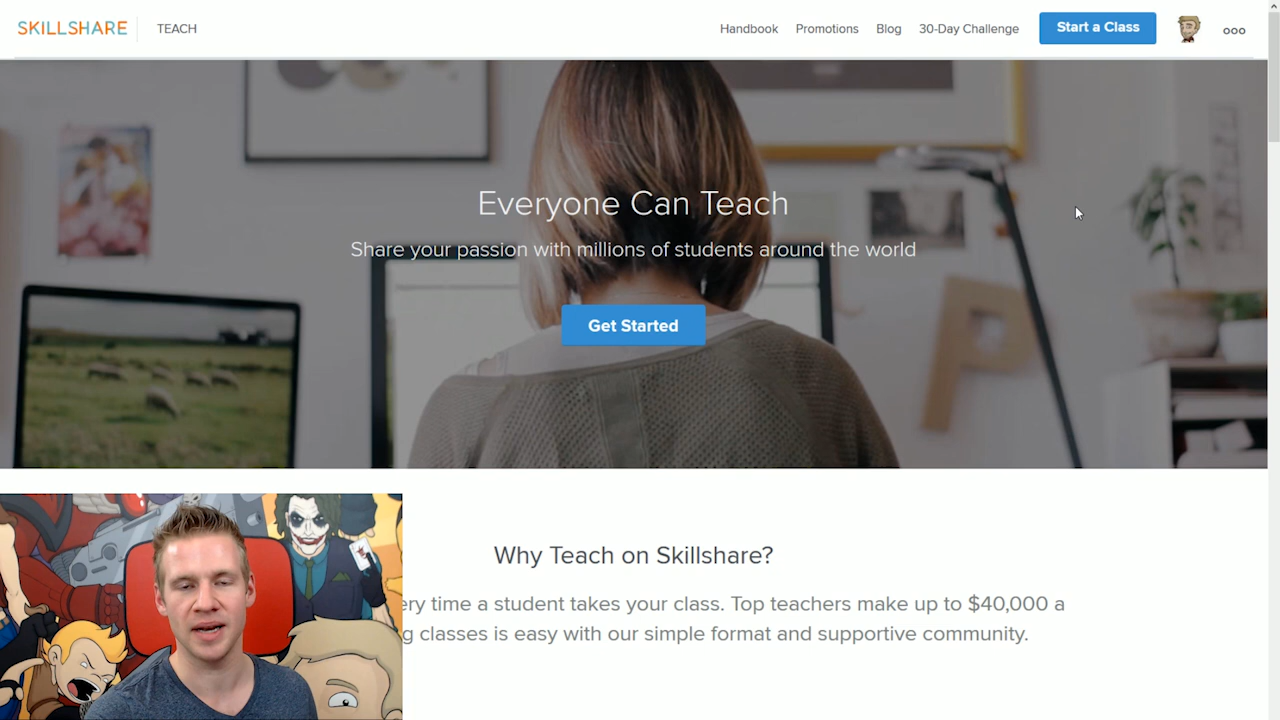 SKILLSHARE TEACH Handbook Promotions Blog 30-Day Challenge Start a Class
Everyone Can Teach
Share your passion with millions of students around the world
Get Started
Why Teach on Skillshare?
time a student takes your class. Top teachers make up to $40,000 a
classes is easy with our simple format and supportive community.